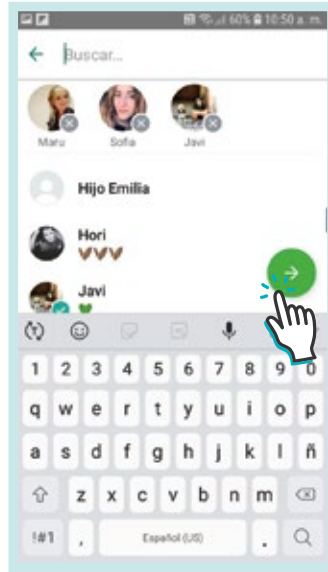 60% 10:50 a. m.
Buscar...
Maru Sofia Javi
Hijo Emilia
Hori
Javi
1 2 3 4 5 6 7 8 9 0
q w e r t y u i o p
a s d f g h j k l ñ
z x c v b n m
!#1 , Español (US) .